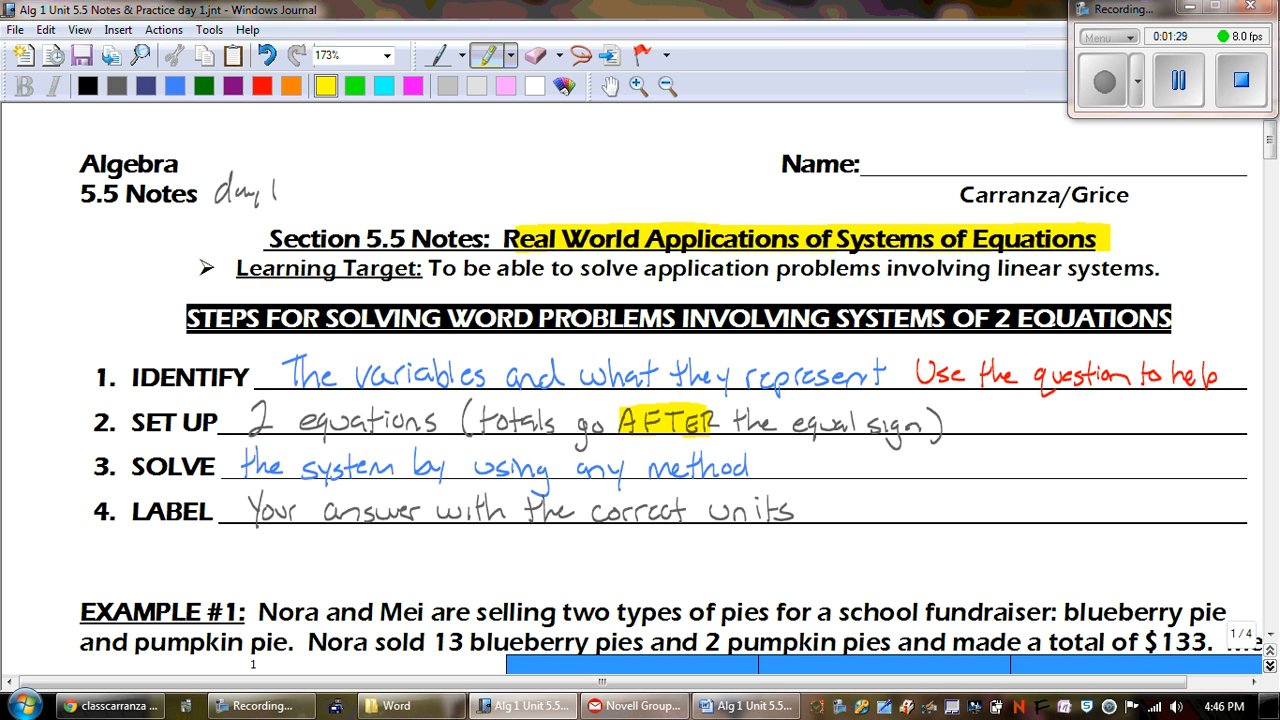 Alg 1 Unit 5.5 Notes & Practice day 1.jnt - Windows Journal
Recording...
File Edit View Insert Actions Tools Help
Menu 0:01:29 8.0 fps
173%
B I
Algebra Name:
5.5 Notes day 1
Carranza/Grice
Section 5.5 Notes: Real World Applications of Systems of Equations
Learning Target: To be able to solve application problems involving linear systems.
STEPS FOR SOLVING WORD PROBLEMS INVOLVING SYSTEMS OF 2 EQUATIONS
1. IDENTIFY The variables and what they represent Use the question to help
2. SET UP 2 equations (totals go AFTER the equal sign)
3. SOLVE the system by using any method
4. LABEL Your answer with the correct units
EXAMPLE #1: Nora and Mei are selling two types of pies for a school fundraiser: blueberry pie
and pumpkin pie. Nora sold 13 blueberry pies and 2 pumpkin pies and made a total of $133.
1 / 4
1
classcarranza Recording... Word Alg 1 Unit 5.5... Novell Group... Alg 1 Unit 5.5... 4:46 PM